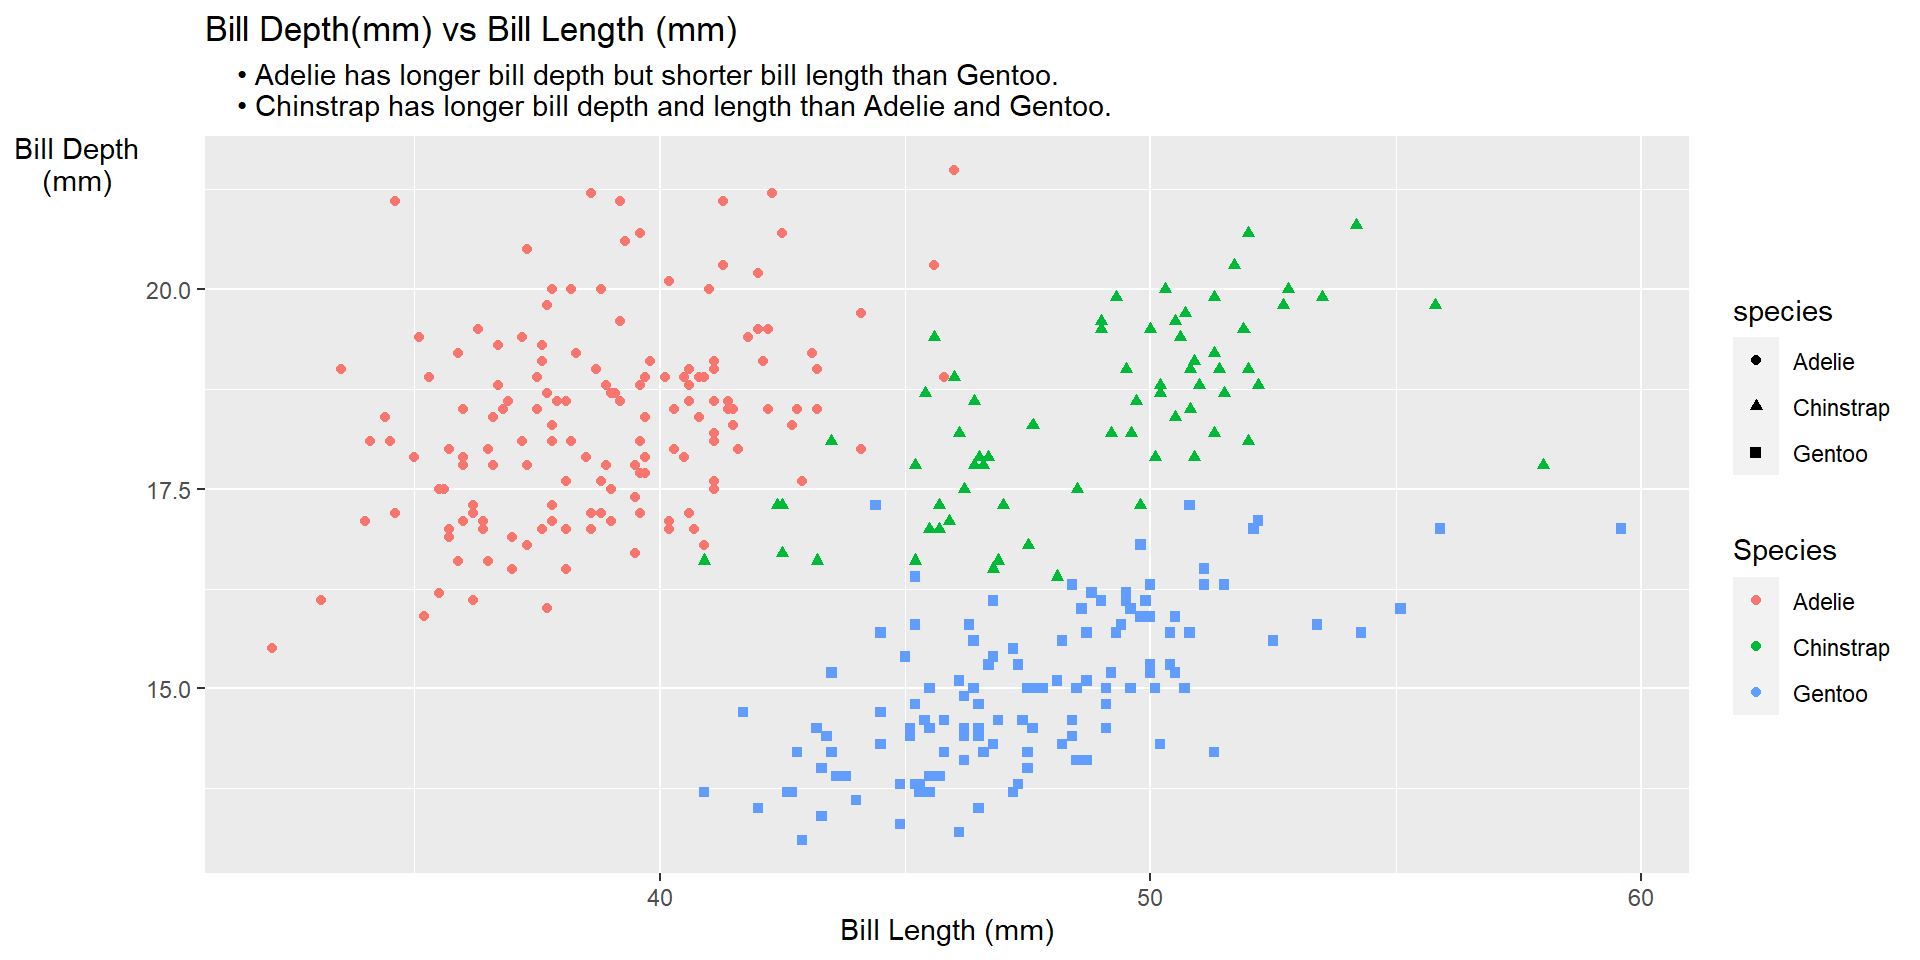 Bill Depth(mm) vs Bill Length (mm)
• Adelie has longer bill depth but shorter bill length than Gentoo.
• Chinstrap has longer bill depth and length than Adelie and Gentoo.
Bill Depth
(mm)
20.0
17.5
15.0
40
50
60
Bill Length (mm)
species
Adelie
Chinstrap
Gentoo
Species
Adelie
Chinstrap
Gentoo